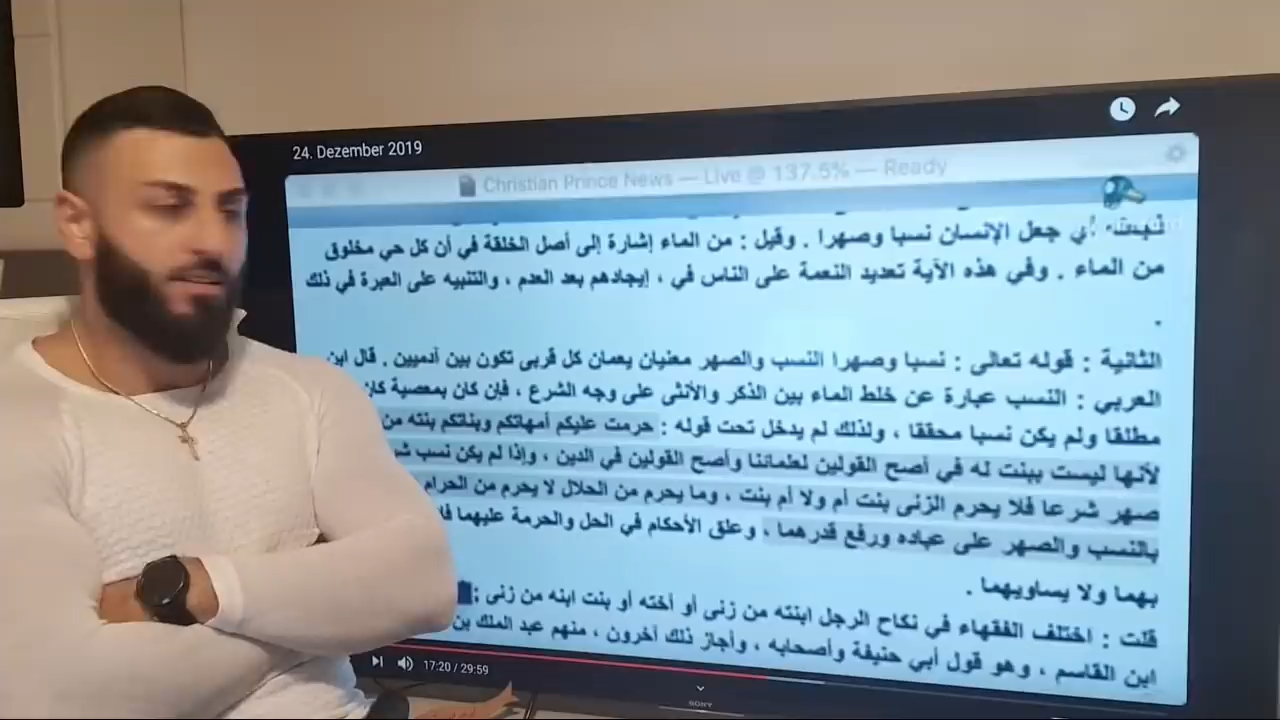 24. Dezember 2019
Christian Prince News — Live @ 137.5% — Ready
جعل الإنسان نسبا وصهرا . وقيل : من الماء إشارة إلى أصل الخلقة في أن كل حي مخلوق
من الماء . وفي هذه الآية تعديد النعمة على الناس في ، إيجادهم بعد العدم ، والتنبيه على العبرة في ذلك
.
الثانية : قوله تعالى : نسبا وصهرا النسب والصهر معنيان يعمان كل قربى تكون بين آدميين . قال ابن
العربي : النسب عبارة عن خلط الماء بين الذكر والأنثى على وجه الشرع ، فإن كان بمعصية كان
مطلقا ولم يكن نسبا محققا ، ولذلك لم يدخل تحت قوله : حرمت عليكم أمهاتكم وبناتكم بنته من
لأنها ليست ببنت له في أصح القولين لعلمائنا وأصح القولين في الدين ، وإذا لم يكن نسب
صهر شرعا فلا يحرم الزنى بنت أم ولا أم بنت ، وما يحرم من الحلال لا يحرم من الحرام
بالنسب والصهر على عباده ورفع قدرهما ، وعلق الأحكام في الحل والحرمة عليهما
بهما ولا يساويهما .
قلت : اختلف الفقهاء في نكاح الرجل ابنته من زنى أو أخته أو بنت ابنه من زنى ;
ابن القاسم ، وهو قول أبي حنيفة وأصحابه ، وأجاز ذلك آخرون ، منهم عبد الملك بن
17:20 / 29:59
SONY